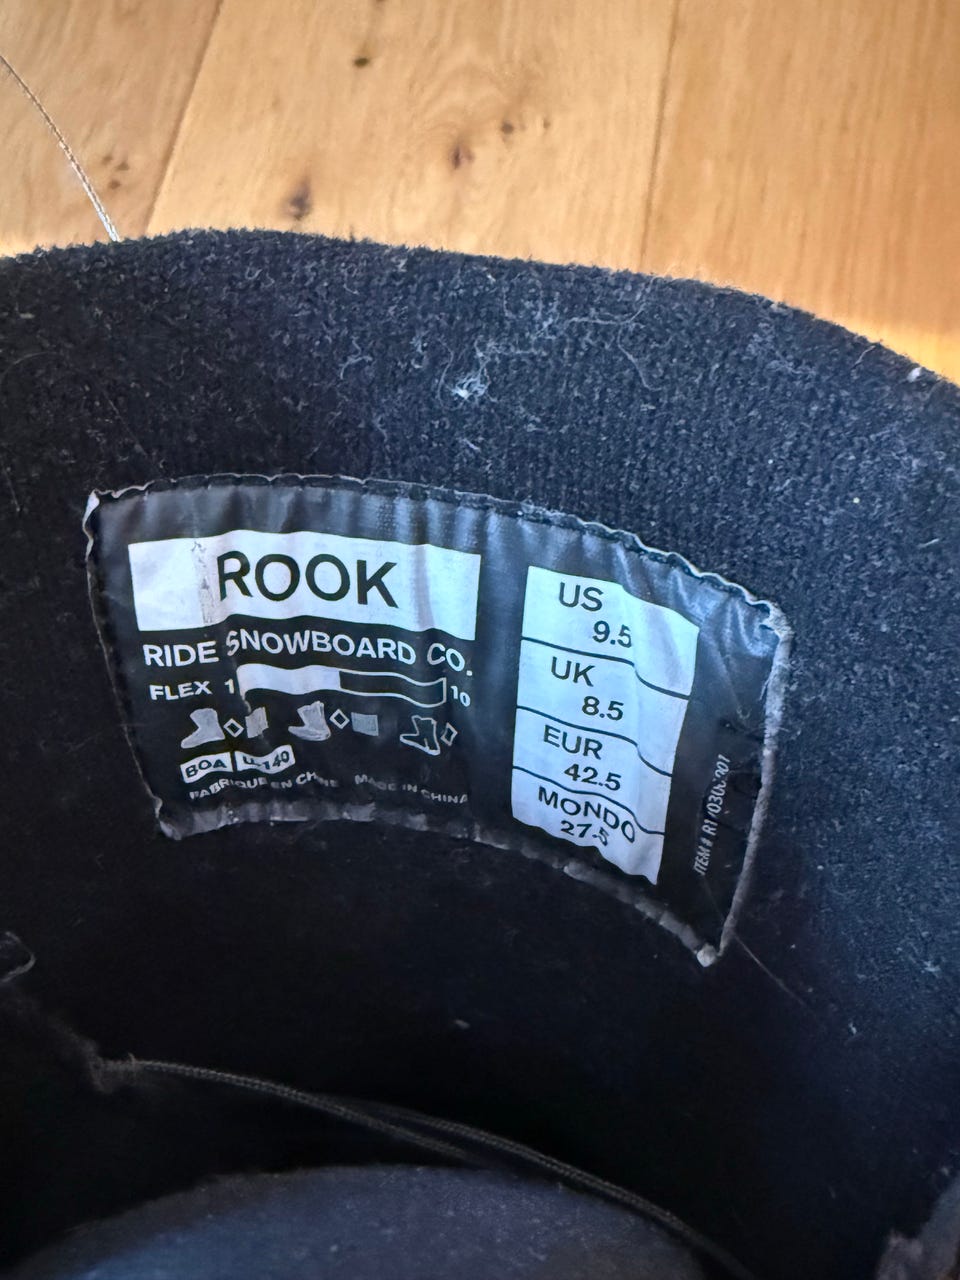 ROOK
RIDE SNOWBOARD CO.
FLEX 1 10
BOA
FABRIQUE EN CHINE MADE IN CHINA
US
9.5
UK
8.5
EUR
42.5
MONDO
27.5
ITEM #